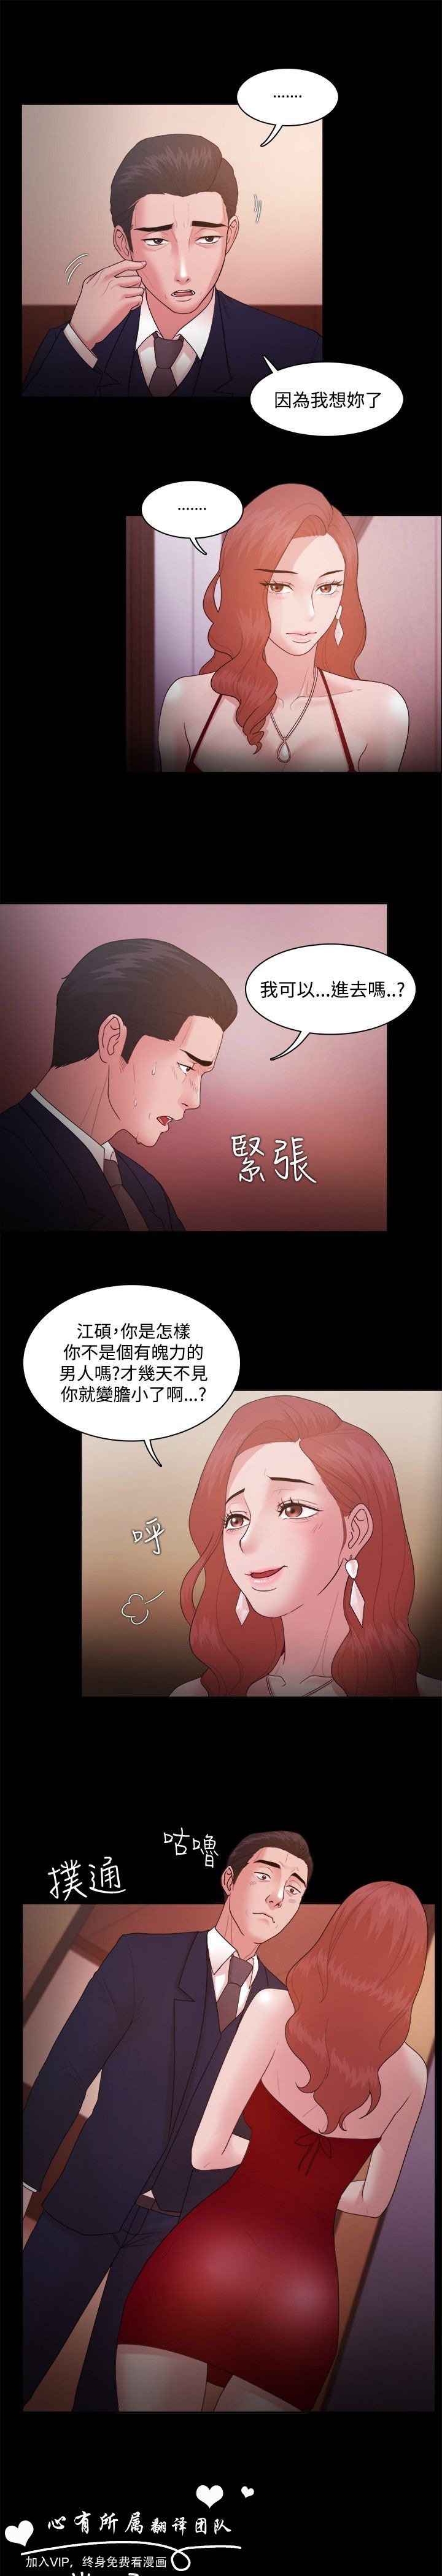 .......
因為我想妳了
.......
我可以...進去嗎..?
緊張
江碩，你是怎樣
你不是個有魄力的
男人嗎?才幾天不見
你就變膽小了啊...?
呼
咕嚕
撲通
心有所属翻译团队
加入VIP，终身免费看漫画